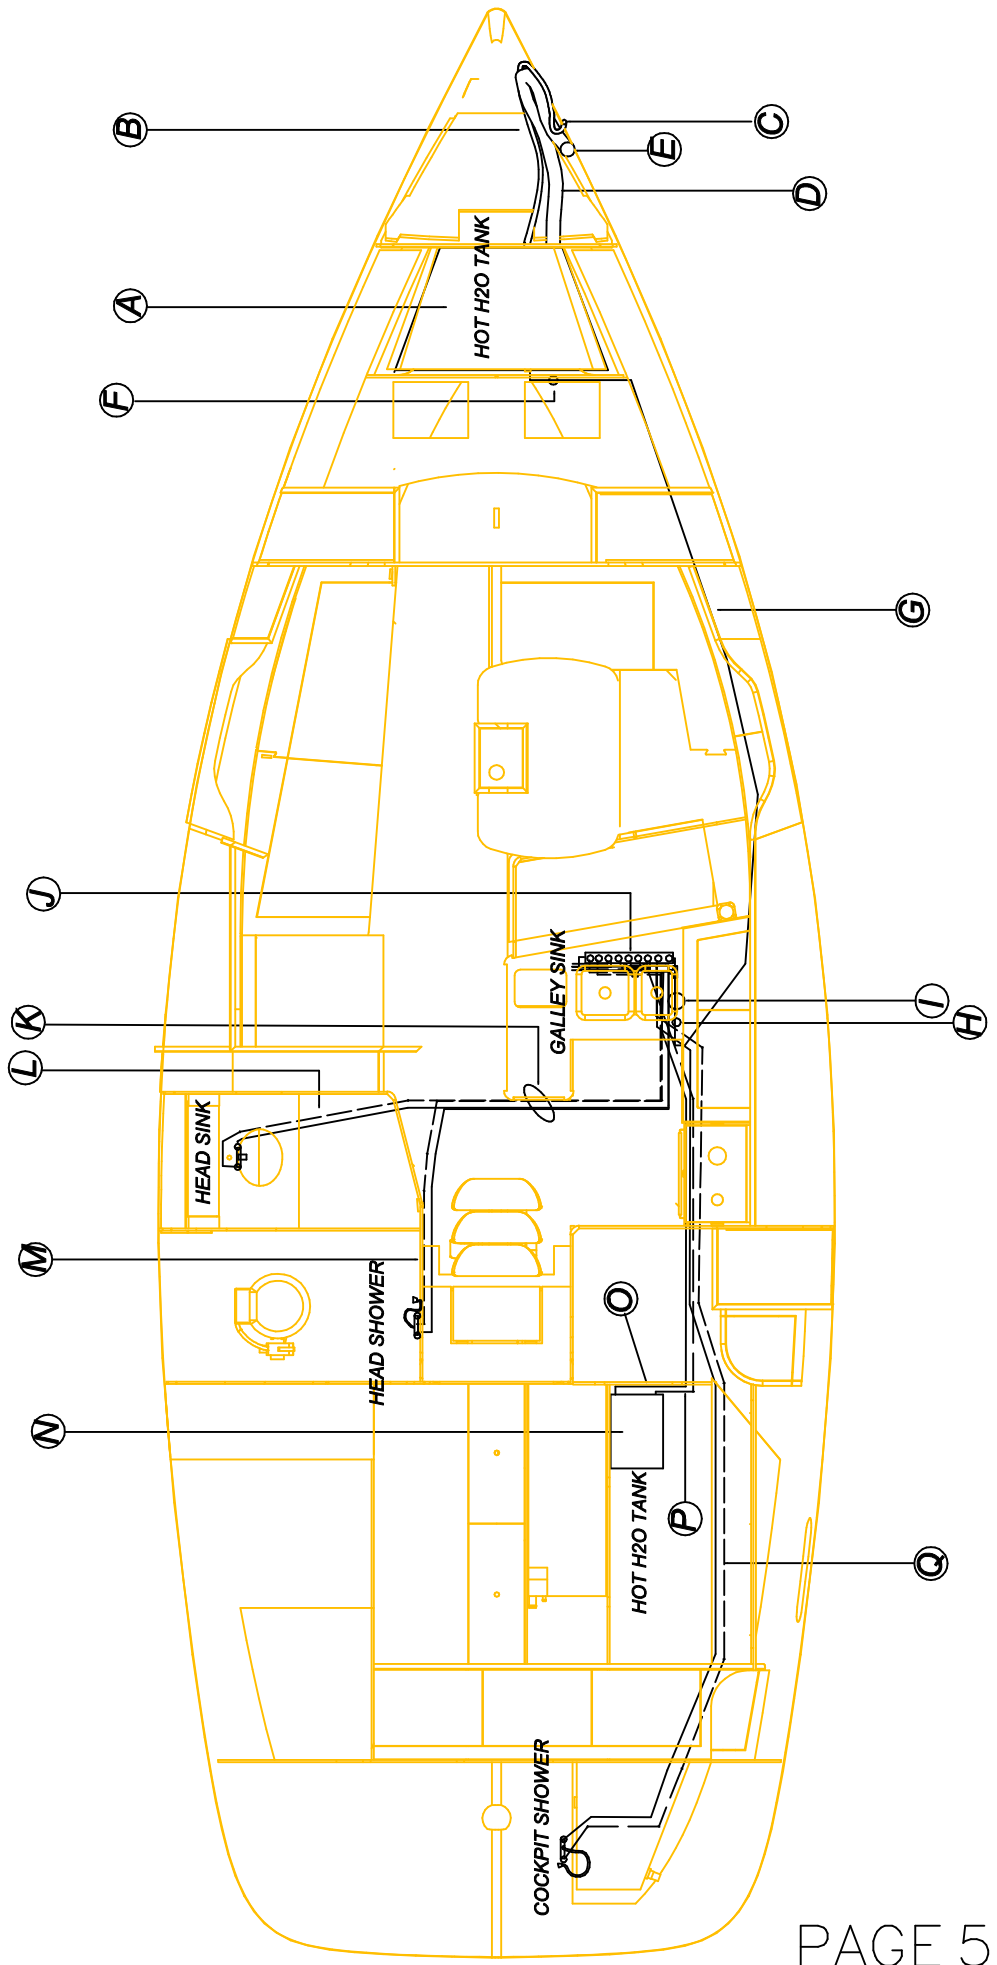 C
B
E
D
HOT H2O TANK
A
F
G
J
GALLEY SINK
I
K
H
L
HEAD SINK
M
HEAD SHOWER
O
N
HOT H2O TANK
P
Q
COCKPIT SHOWER
PAGE 5